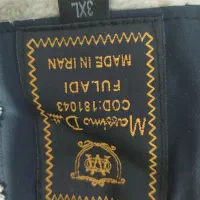 Massimo D
COD:181043
FULADI
MADE IN IRAN
3XL